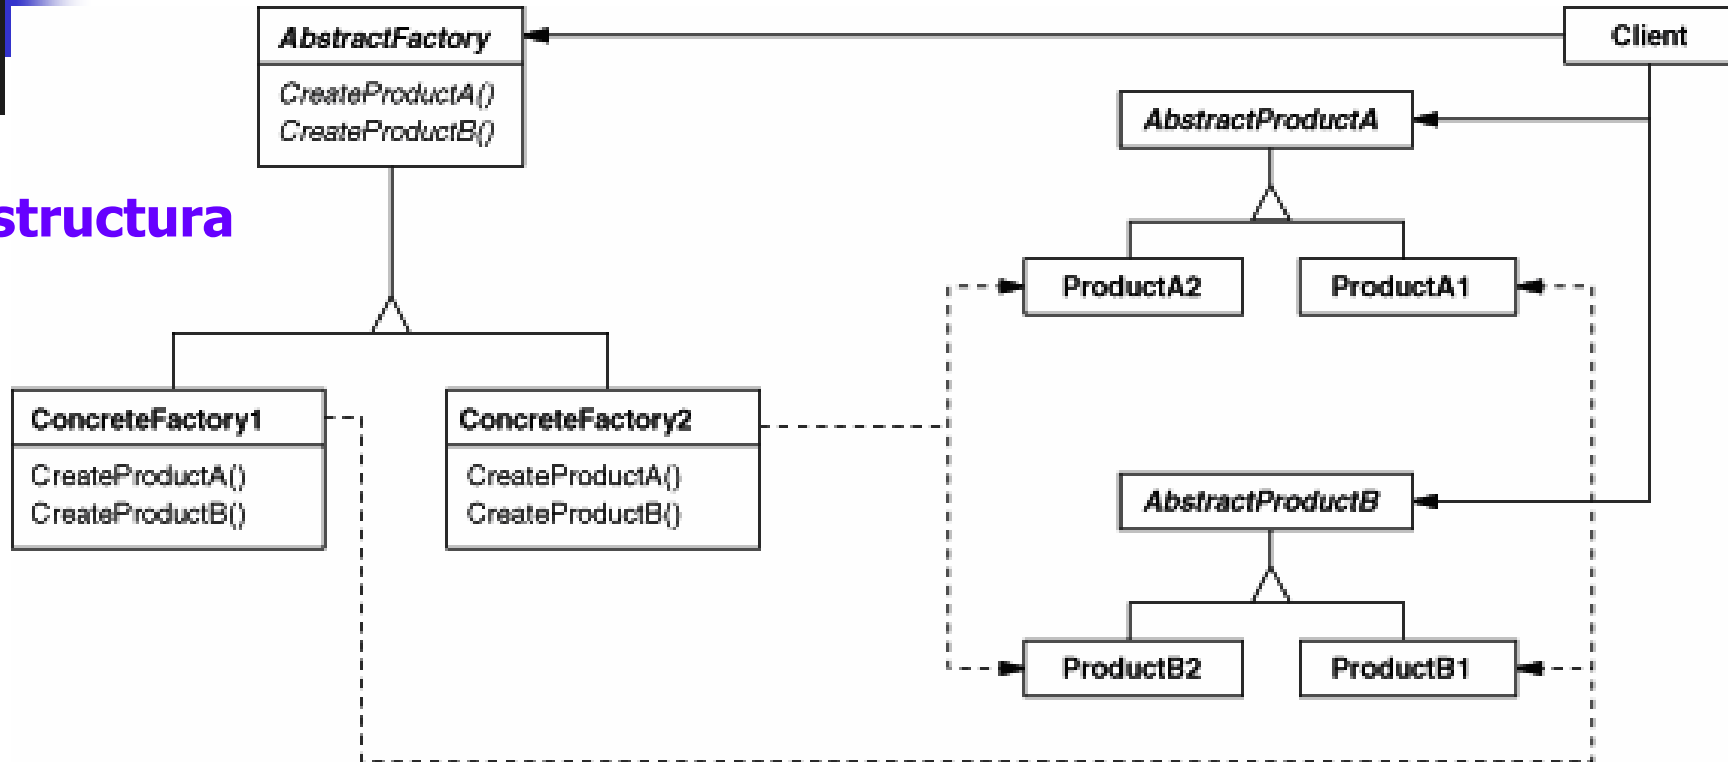 AbstractFactory
CreateProductA()
CreateProductB()
Client
AbstractProductA
structura
ProductA2
ProductA1
ConcreteFactory1
CreateProductA()
CreateProductB()
ConcreteFactory2
CreateProductA()
CreateProductB()
AbstractProductB
ProductB2
ProductB1